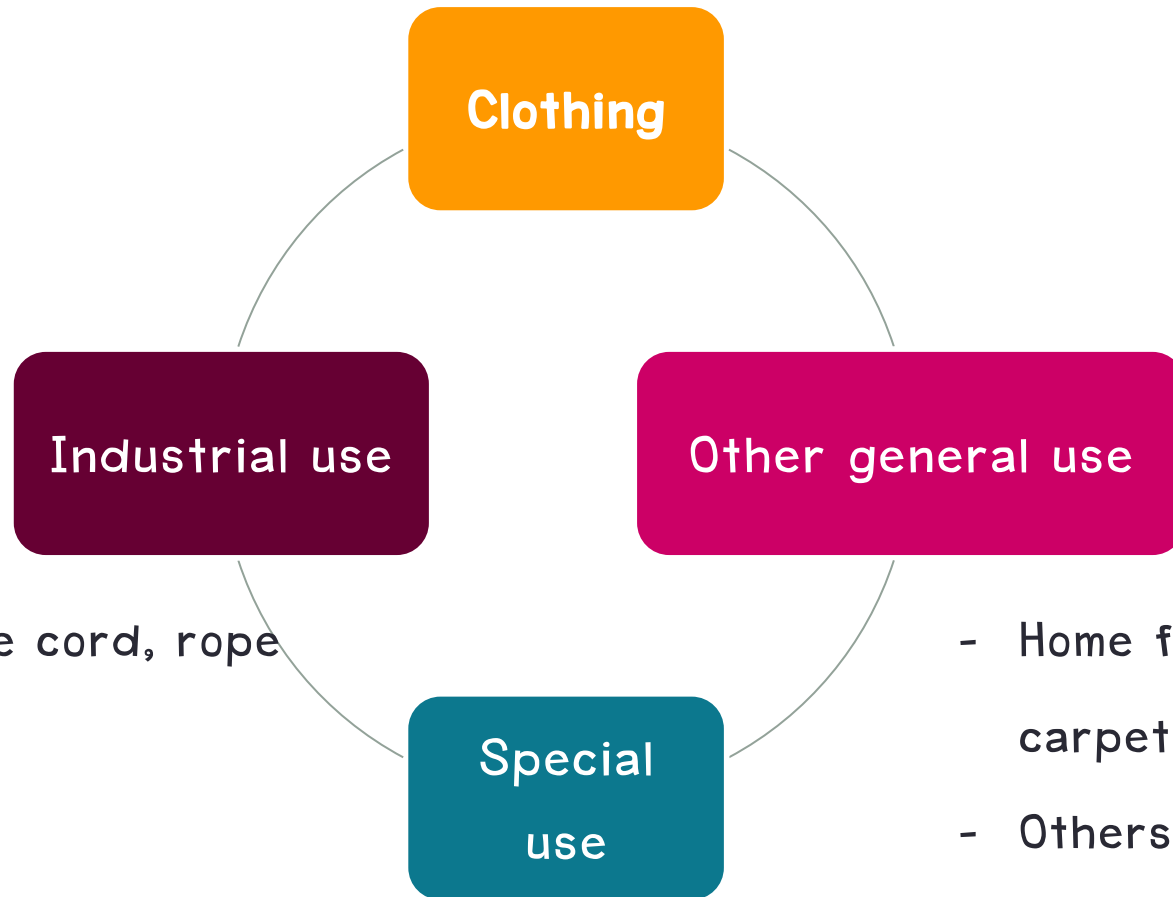 Clothing
Industrial use
Other general use
cord, rope
- Home
carpet
- Others
Special
use